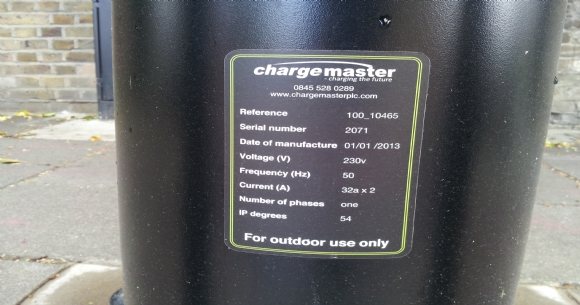 chargemaster
- charging the future
0845 528 0289
www.chargemasterplc.com
Reference 100_10465
Serial number 2071
Date of manufacture 01/01 /2013
Voltage (V) 230v
Frequency (Hz) 50
Current (A) 32a x 2
Number of phases one
IP degrees 54
For outdoor use only